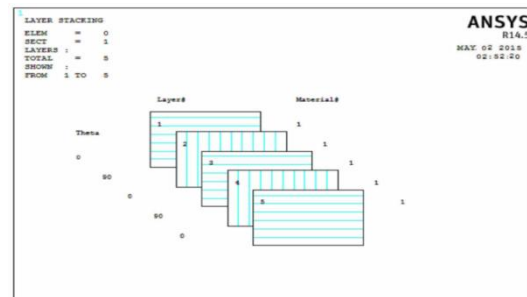 1
LAYER STACKING
ELEM = 0
SECT = 1
LAYERS :
TOTAL = 5
SHOWN :
FROM 1 TO 5
ANSYS
R14.5
MAY 02 2015
02:52:20
Layer# Material#
Theta
1 1
2 1
0
3 1
90
4 1
0
5 1
90
0